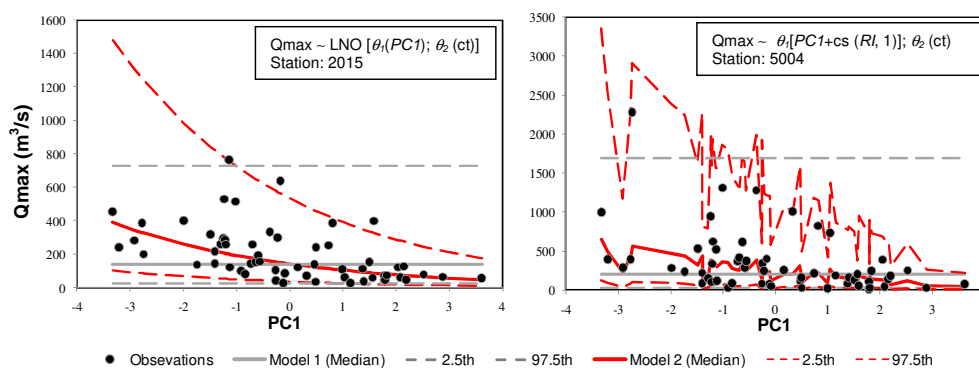 Qmax (m³/s)
1600
1400
1200
1000
800
600
400
200
0
-4 -3 -2 -1 0 1 2 3 4
PC1
Qmax ~ LNO [θ₁(PC1); θ₂ (ct)]
Station: 2015
3500
3000
2500
2000
1500
1000
500
0
-4 -3 -2 -1 0 1 2 3 4
PC1
Qmax ~ θ₁[PC1+cs (RI, 1)]; θ₂ (ct)
Station: 5004
Obsevations Model 1 (Median) 2.5th 97.5th Model 2 (Median) 2.5th 97.5th